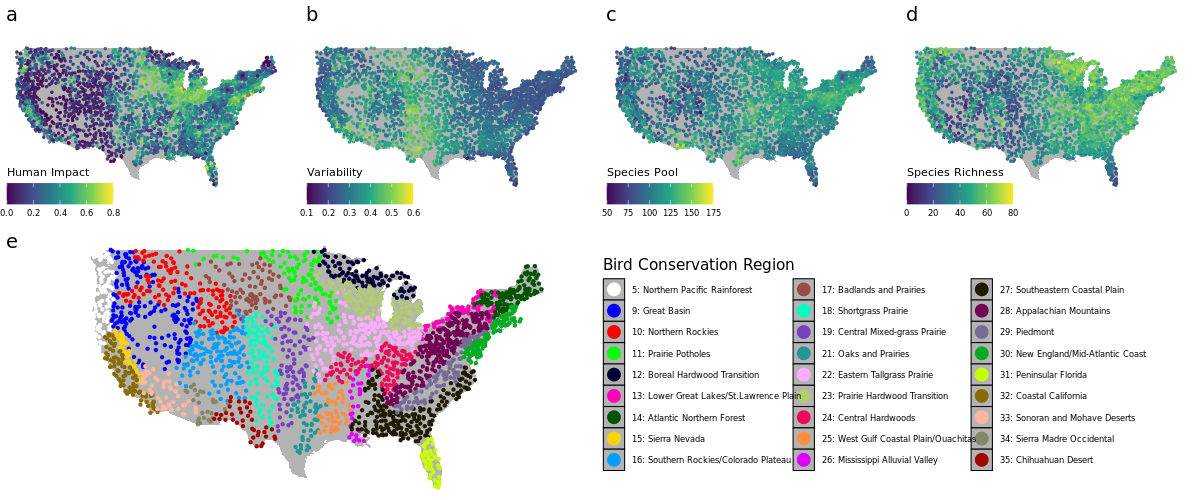 a
b
c
d
Human Impact
0.0 0.2 0.4 0.6 0.8
Variability
0.1 0.2 0.3 0.4 0.5 0.6
Species Pool
50 75 100 125 150 175
Species Richness
0 20 40 60 80
e
Bird Conservation Region
5: Northern Pacific Rainforest
9: Great Basin
10: Northern Rockies
11: Prairie Potholes
12: Boreal Hardwood Transition
13: Lower Great Lakes/St.Lawrence Plain
14: Atlantic Northern Forest
15: Sierra Nevada
16: Southern Rockies/Colorado Plateau
17: Badlands and Prairies
18: Shortgrass Prairie
19: Central Mixed-grass Prairie
21: Oaks and Prairies
22: Eastern Tallgrass Prairie
23: Prairie Hardwood Transition
24: Central Hardwoods
25: West Gulf Coastal Plain/Ouachitas
26: Mississippi Alluvial Valley
27: Southeastern Coastal Plain
28: Appalachian Mountains
29: Piedmont
30: New England/Mid-Atlantic Coast
31: Peninsular Florida
32: Coastal California
33: Sonoran and Mohave Deserts
34: Sierra Madre Occidental
35: Chihuahuan Desert